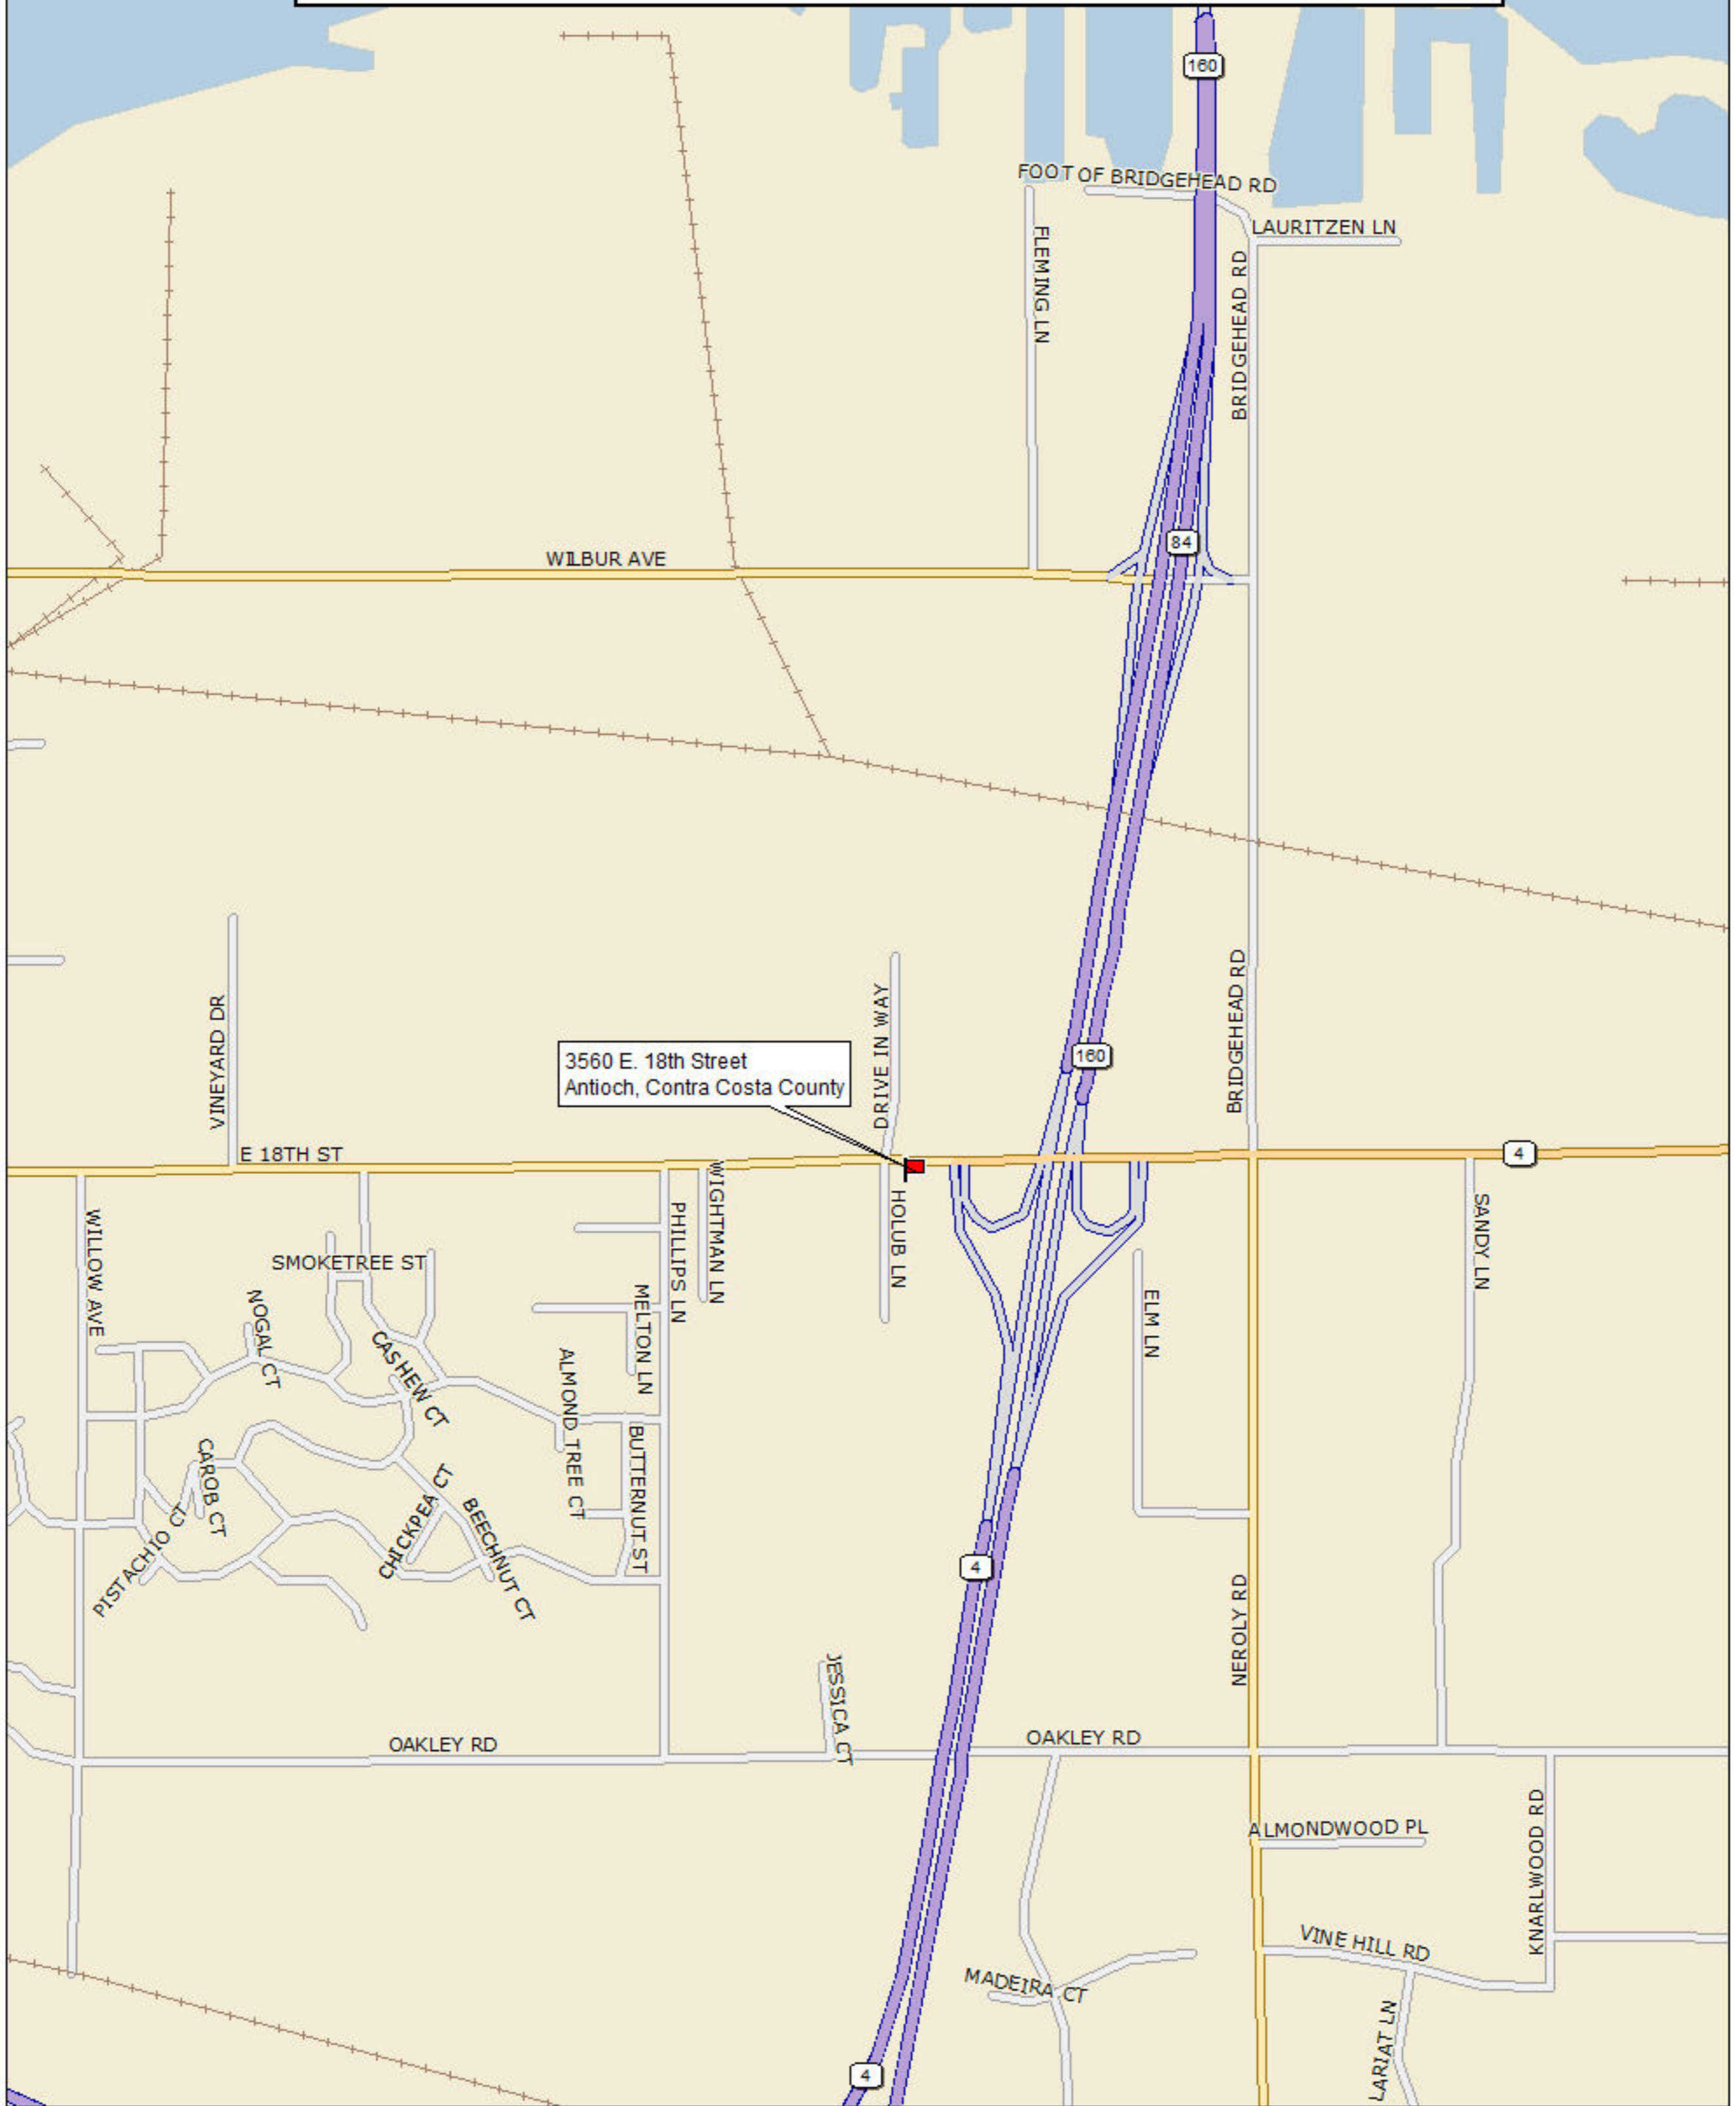 160
FOOT OF BRIDGEHEAD RD
LAURITZEN LN
FLEMING LN
BRIDGEHEAD RD
84
WILBUR AVE
BRIDGEHEAD RD
VINEYARD DR
DRIVE IN WAY
160
3560 E. 18th Street
Antioch, Contra Costa County
E 18TH ST
4
WILLOW AVE
PHILLIPS LN
WIGHTMAN LN
HOLUB LN
SANDY LN
SMOKETREE ST
NOGAL CT
MELTON LN
ELM LN
CASHEW CT
ALMOND TREE CT
BUTTERNUT ST
CAROB CT
CHICKPEA CT
BEECHNUT CT
PISTACHIO CT
4
NEROLY RD
JESSICA CT
OAKLEY RD
OAKLEY RD
ALMONDWOOD PL
KNARLWOOD RD
VINE HILL RD
MADEIRA CT
LARIAT LN
4